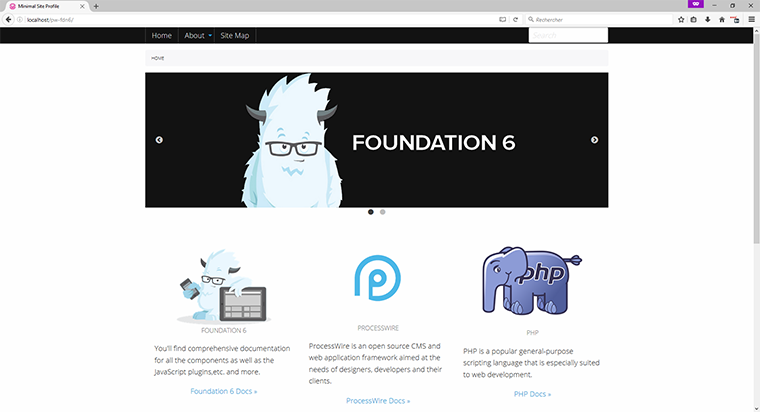 Minimal Site Profile
localhost/pw-fdn6/
Rechercher
Home About Site Map
Search
HOME
FOUNDATION 6
php
FOUNDATION 6
You'll find comprehensive documentation
for all the components as well as the
JavaScript plugins,etc. and more.
Foundation 6 Docs »
PROCESSWIRE
ProcessWire is an open source CMS and
web application framework aimed at the
needs of designers, developers and their
clients.
ProcessWire Docs »
PHP
PHP is a popular general-purpose
scripting language that is especially suited
to web development.
PHP Docs »